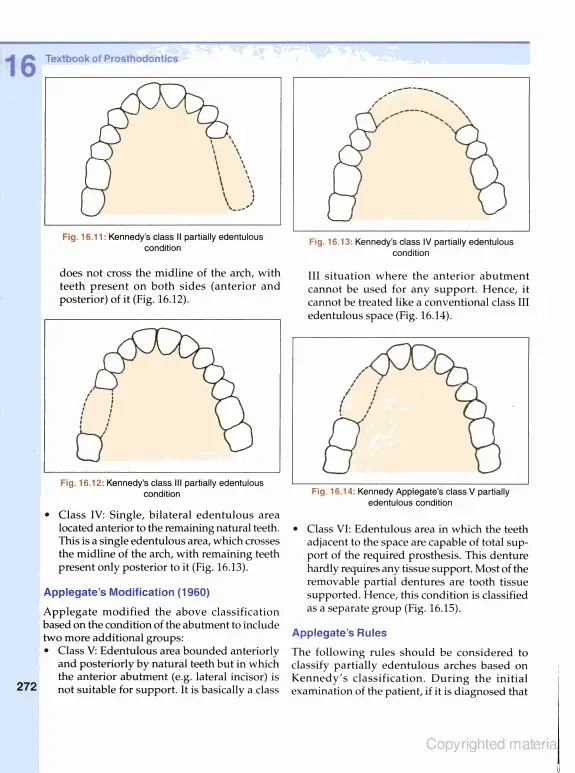 16
Textbook of Prosthodontics
Fig. 16.11: Kennedy's class II partially edentulous
condition
does not cross the midline of the arch, with
teeth present on both sides (anterior and
posterior) of it (Fig. 16.12).
Fig. 16.12: Kennedy's class III partially edentulous
condition
• Class IV: Single, bilateral edentulous area
located anterior to the remaining natural teeth.
This is a single edentulous area, which crosses
the midline of the arch, with remaining teeth
present only posterior to it (Fig. 16.13).
Applegate's Modification (1960)
Applegate modified the above classification
based on the condition of the abutment to include
two more additional groups:
• Class V: Edentulous area bounded anteriorly
and posteriorly by natural teeth but in which
the anterior abutment (e.g. lateral incisor) is
not suitable for support. It is basically a class
272
Fig. 16.13: Kennedy's class IV partially edentulous
condition
III situation where the anterior abutment
cannot be used for any support. Hence, it
cannot be treated like a conventional class III
edentulous space (Fig. 16.14).
Fig. 16.14: Kennedy Applegate's class V partially
edentulous condition
• Class VI: Edentulous area in which the teeth
adjacent to the space are capable of total sup-
port of the required prosthesis. This denture
hardly requires any tissue support. Most of the
removable partial dentures are tooth tissue
supported. Hence, this condition is classified
as a separate group (Fig. 16.15).
Applegate's Rules
The following rules should be considered to
classify partially edentulous arches based on
Kennedy's classification. During the initial
examination of the patient, if it is diagnosed that
Copyrighted materia